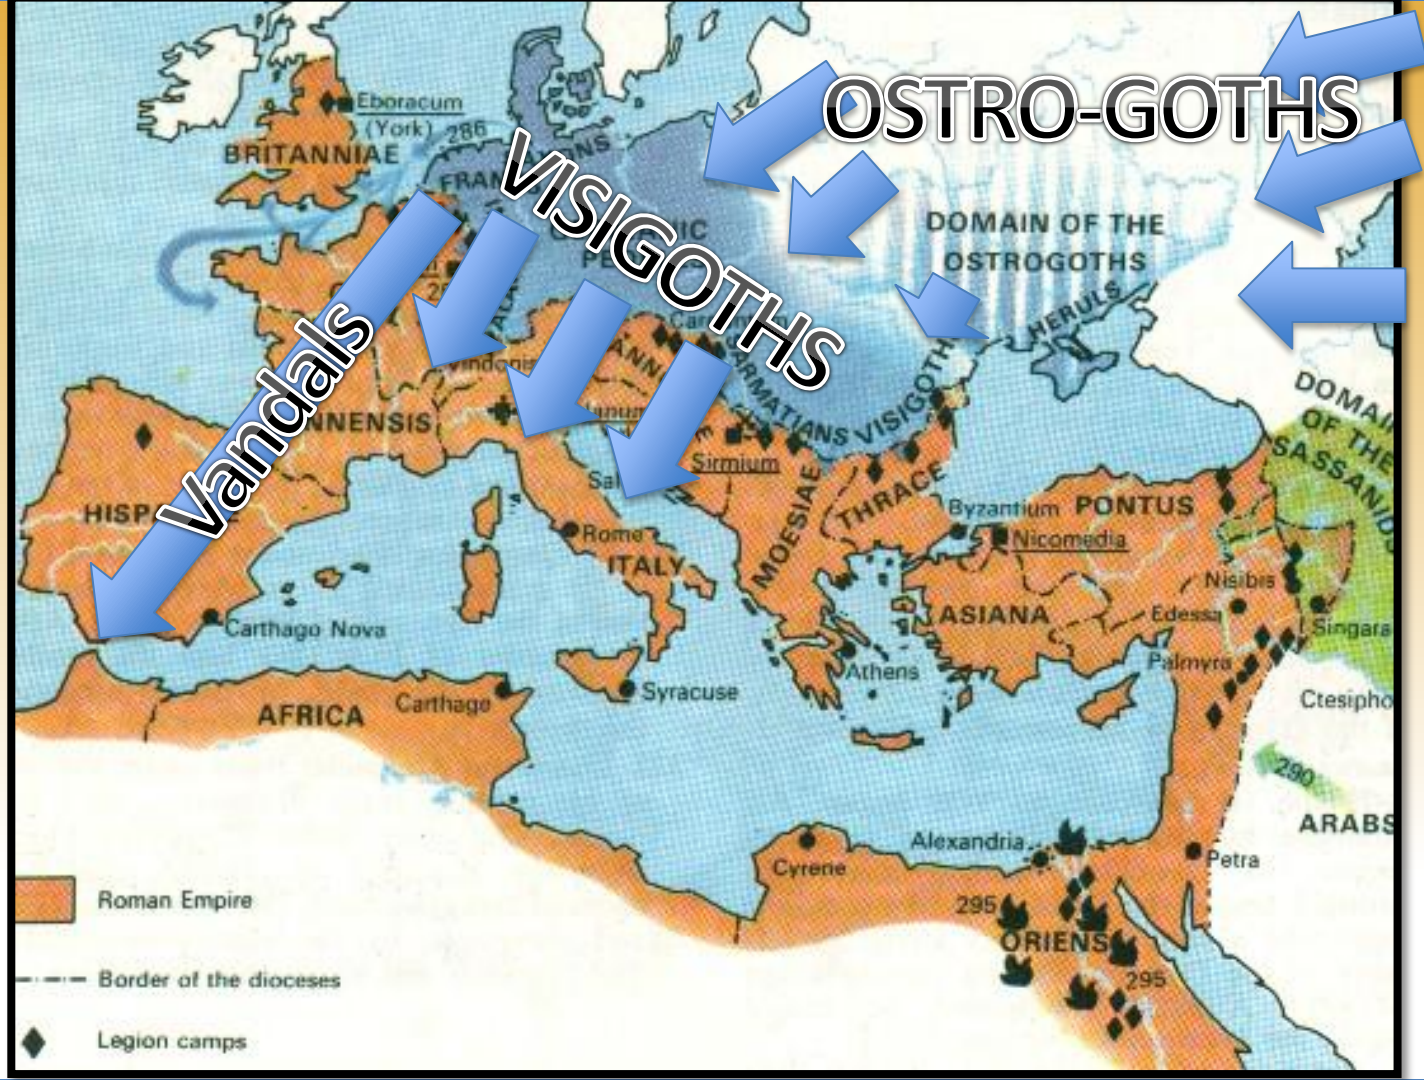 OSTRO-GOTHS
Eboracum
(York)
286
BRITANNIAE
VISIGOTHS
DOMAIN OF THE
OSTROGOTHS
HERULS
Vandals
DOMAIN
OF THE
SASSANIDS
SARMATIANS
VISIGOTH
NNENSIS
Sirmium
HISP
MOESIAE
THRACE
Byzantium
PONTUS
Nicomedia
Rome
ITALY
Nisibis
ASIANA
Edessa
Singara
Carthago Nova
Athens
Palmyra
Carthage
Syracuse
AFRICA
Ctesipho
290
ARABS
Alexandria
Cyrene
Petra
295
ORIENS
295
Roman Empire
Border of the dioceses
Legion camps